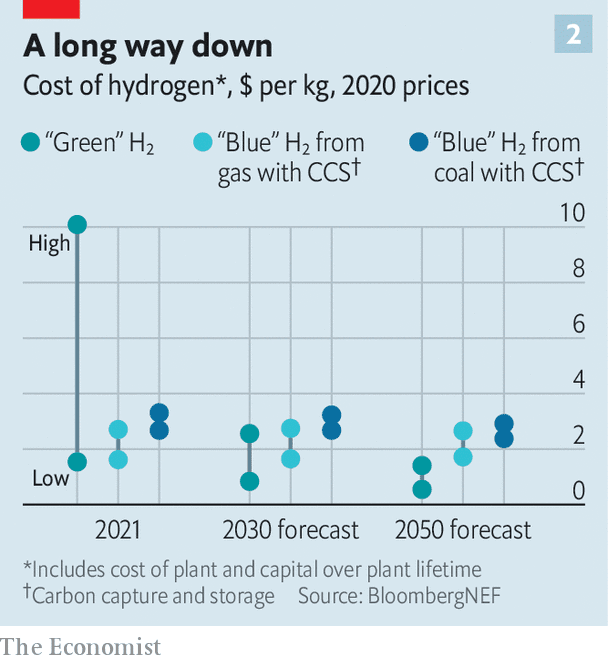 2
A long way down
Cost of hydrogen*, $ per kg, 2020 prices
“Green” H₂
“Blue” H₂ from
gas with CCS†
“Blue” H₂ from
coal with CCS†
10
High
8
6
4
2
Low
0
2021
2030 forecast
2050 forecast
*Includes cost of plant and capital over plant lifetime
†Carbon capture and storage Source: BloombergNEF
The Economist